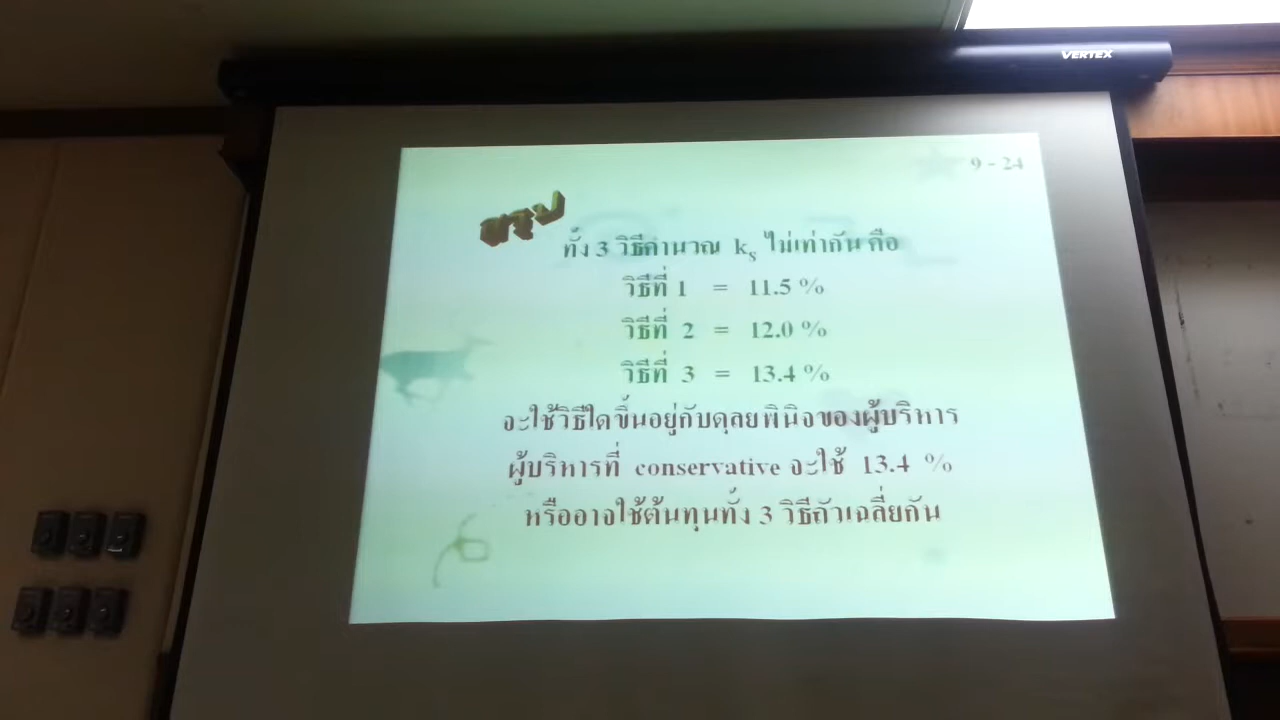 VERTEX
9 - 24
สรุป
ทั้ง 3 วิธีคำนวณ ks ไม่เท่ากัน คือ
วิธีที่ 1 = 11.5 %
วิธีที่ 2 = 12.0 %
วิธีที่ 3 = 13.4 %
จะใช้วิธีใดขึ้นอยู่กับดุลยพินิจของผู้บริหาร
ผู้บริหารที่ conservative จะใช้ 13.4 %
หรืออาจใช้ต้นทุนทั้ง 3 วิธีถัวเฉลี่ยกัน